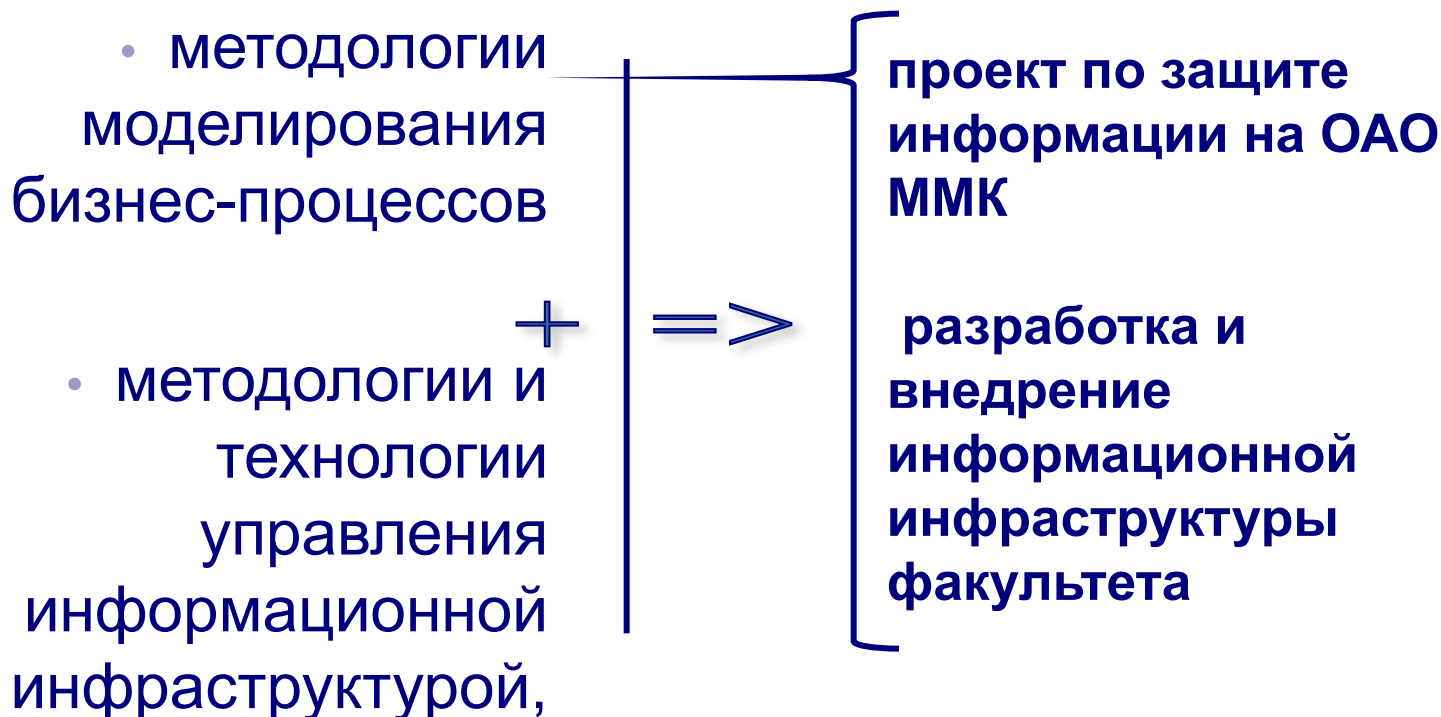 • методологии
моделирования
бизнес-процессов
+
• методологии и
технологии
управления
информационной
инфраструктурой,
=>
проект по защите
информации на ОАО
ММК
разработка и
внедрение
информационной
инфраструктуры
факультета